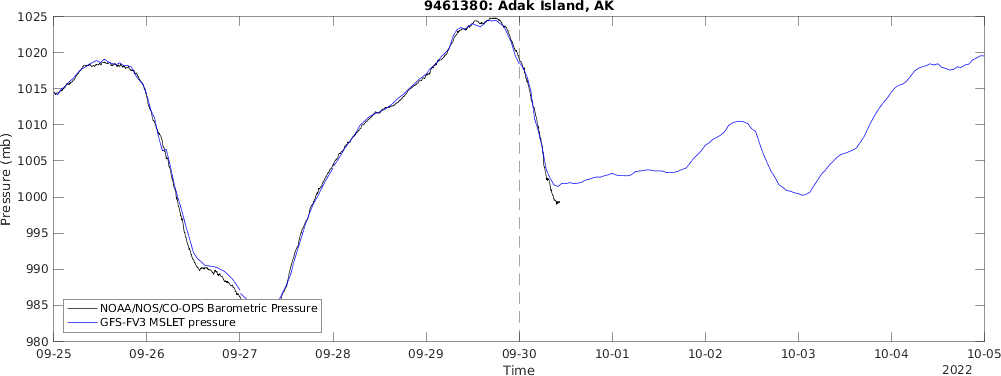 9461380: Adak Island, AK
1025
1020
1015
1010
1005
1000
995
990
985
980
Pressure (mb)
NOAA/NOS/CO-OPS Barometric Pressure
GFS-FV3 MSLET pressure
09-25 09-26 09-27 09-28 09-29 09-30 10-01 10-02 10-03 10-04 10-05
Time
2022